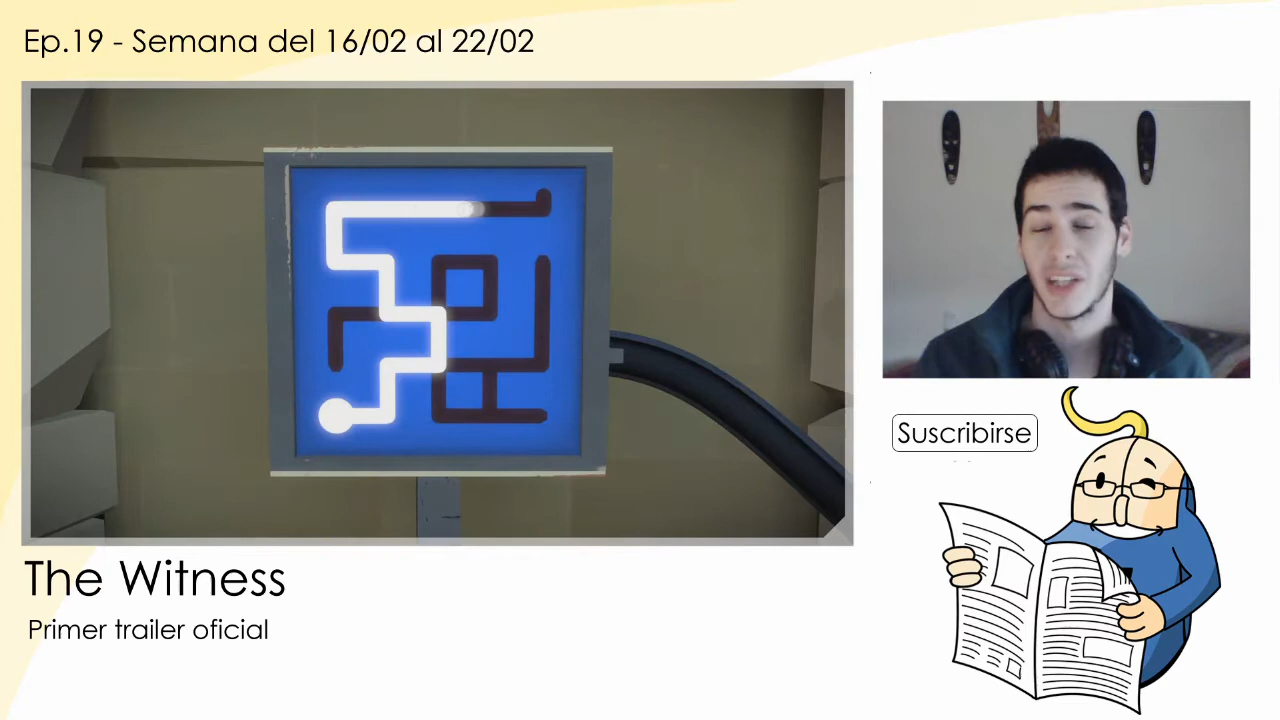 Ep.19 - Semana del 16/02 al 22/02
Suscribirse
The Witness
Primer trailer oficial